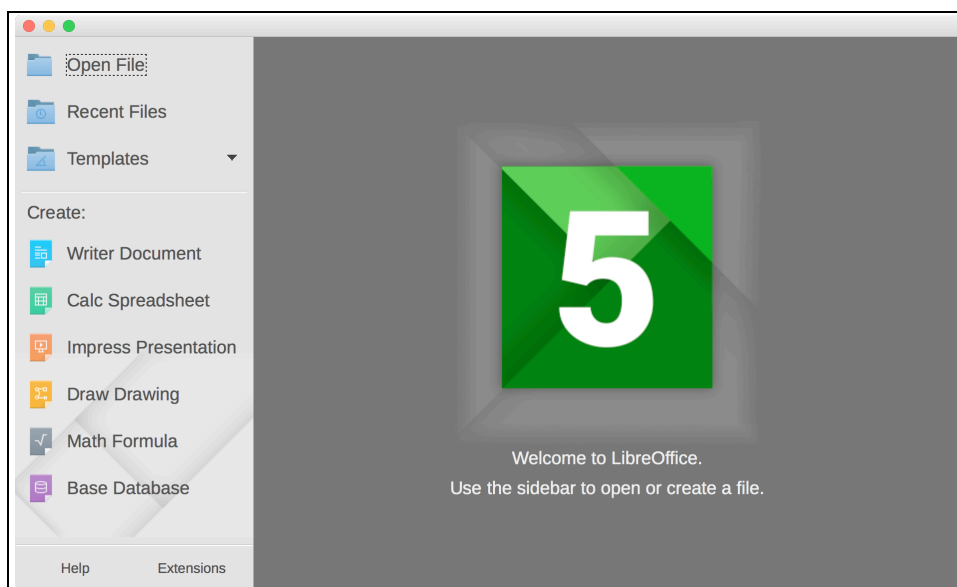 Open File
Recent Files
Templates
Create:
Writer Document
Calc Spreadsheet
Impress Presentation
Draw Drawing
Math Formula
Base Database
Help Extensions
5
Welcome to LibreOffice.
Use the sidebar to open or create a file.